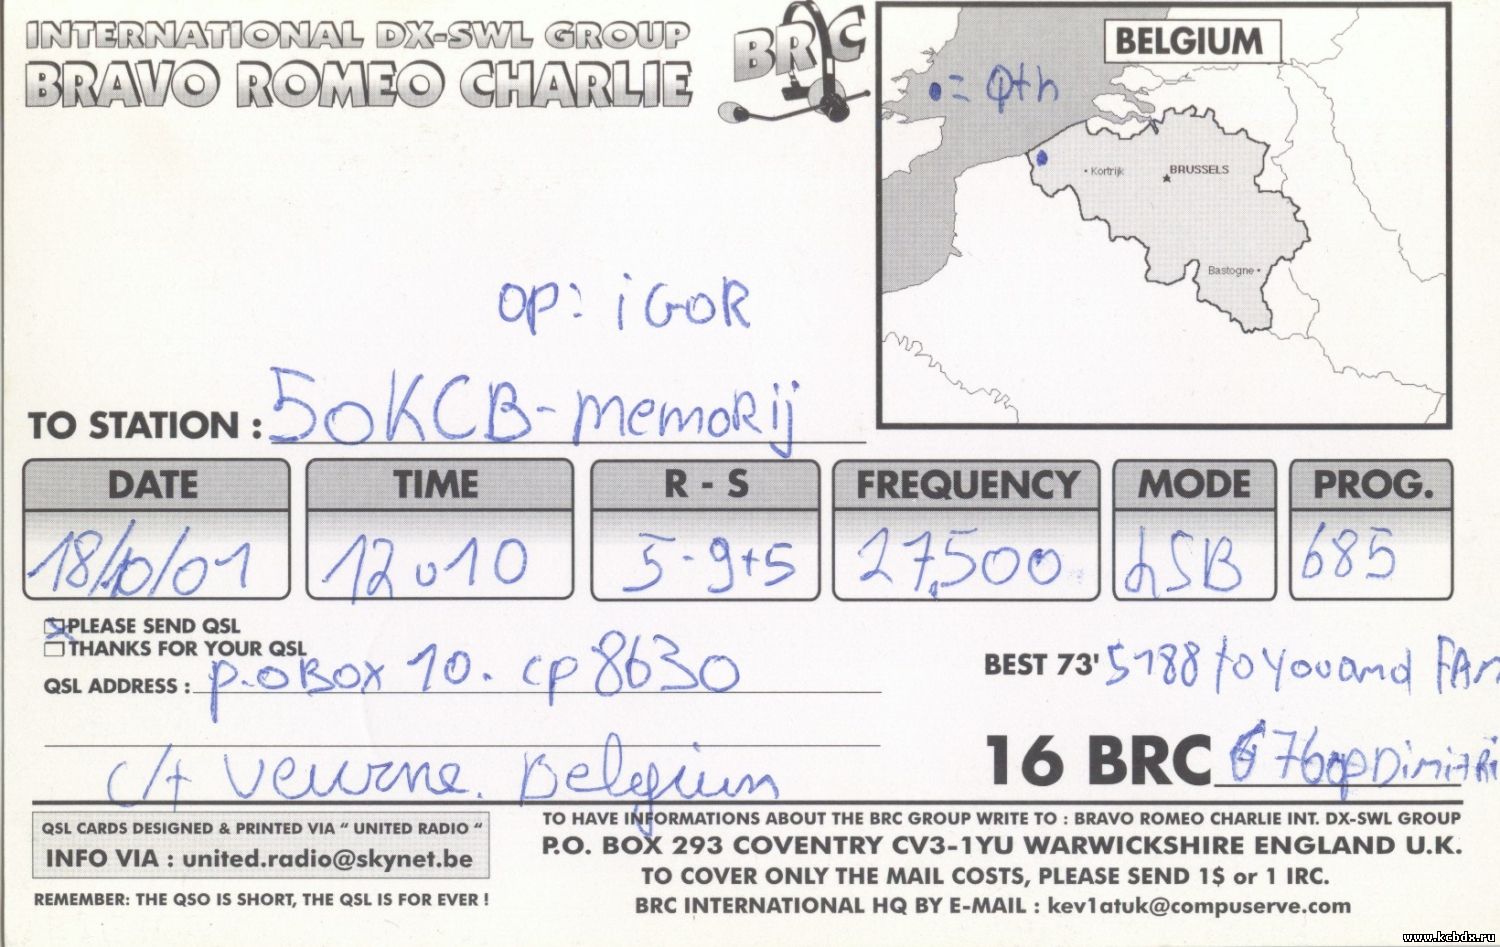 INTERNATIONAL DX-SWL GROUP
BRAVO ROMEO CHARLIE
BRC
BELGIUM
= Qth
Kortrijk
BRUSSELS
Bastogne
OP: iGOR
TO STATION : 50KCB-MEMORij
DATE TIME R - S FREQUENCY MODE PROG.
18/10/01 12u10 5-9+5 27,500 LSB 685
PLEASE SEND QSL
THANKS FOR YOUR QSL
QSL ADDRESS : P.O BOX 10. CP 8630
c/t Veurne. Belgium
BEST 73' 5188 to you and FAM
16 BRC 676 op Dimitri
QSL CARDS DESIGNED & PRINTED VIA " UNITED RADIO "
INFO VIA : united.radio@skynet.be
REMEMBER: THE QSO IS SHORT, THE QSL IS FOR EVER !
TO HAVE INFORMATIONS ABOUT THE BRC GROUP WRITE TO : BRAVO ROMEO CHARLIE INT. DX-SWL GROUP
P.O. BOX 293 COVENTRY CV3-1YU WARWICKSHIRE ENGLAND U.K.
TO COVER ONLY THE MAIL COSTS, PLEASE SEND 1$ or 1 IRC.
BRC INTERNATIONAL HQ BY E-MAIL : kev1atuk@compuserve.com
www.kcbdx.ru